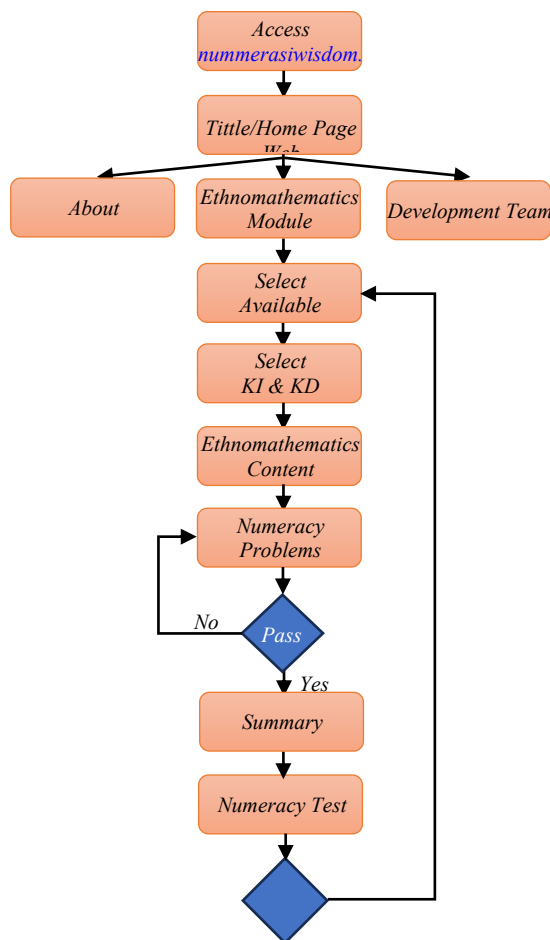 Access
nummerasiwisdom.
Tittle/Home Page
Web
About
Ethnomathematics
Module
Development Team
Select
Available
Select
KI & KD
Ethnomathematics
Content
Numeracy
Problems
No
Pass
Yes
Summary
Numeracy Test